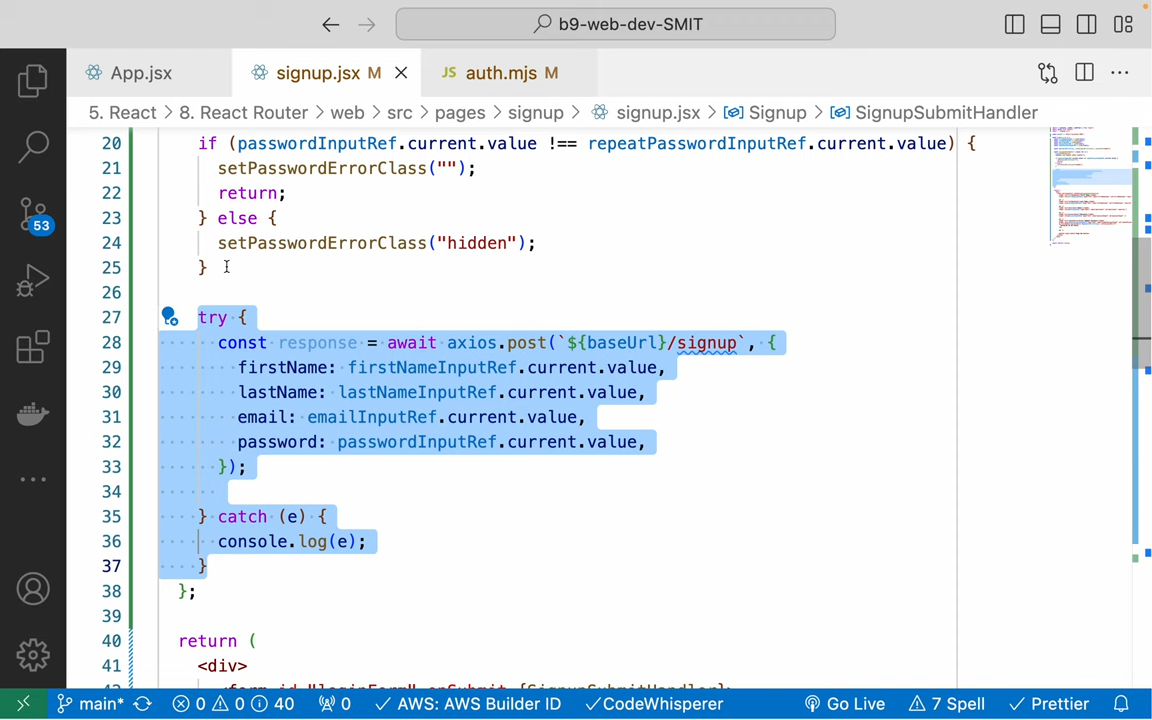 b9-web-dev-SMIT
App.jsx signup.jsx M JS auth.mjs M
5. React > 8. React Router > web > src > pages > signup > signup.jsx > Signup > SignupSubmitHandler
20 if (passwordInputRef.current.value !== repeatPasswordInputRef.current.value) {
21 setPasswordErrorClass("");
22 return;
23 } else {
24 setPasswordErrorClass("hidden");
25 }
26
27 try {
28 const response = await axios.post(`${baseUrl}/signup`, {
29 firstName: firstNameInputRef.current.value,
30 lastName: lastNameInputRef.current.value,
31 email: emailInputRef.current.value,
32 password: passwordInputRef.current.value,
33 });
34
35 } catch (e) {
36 console.log(e);
37 }
38 };
39
40 return (
41 <div>
<form id="loginForm" onSubmit={SignupSubmitHandler}>
53
main* 0 0 40 0 AWS: AWS Builder ID CodeWhisperer Go Live 7 Spell Prettier